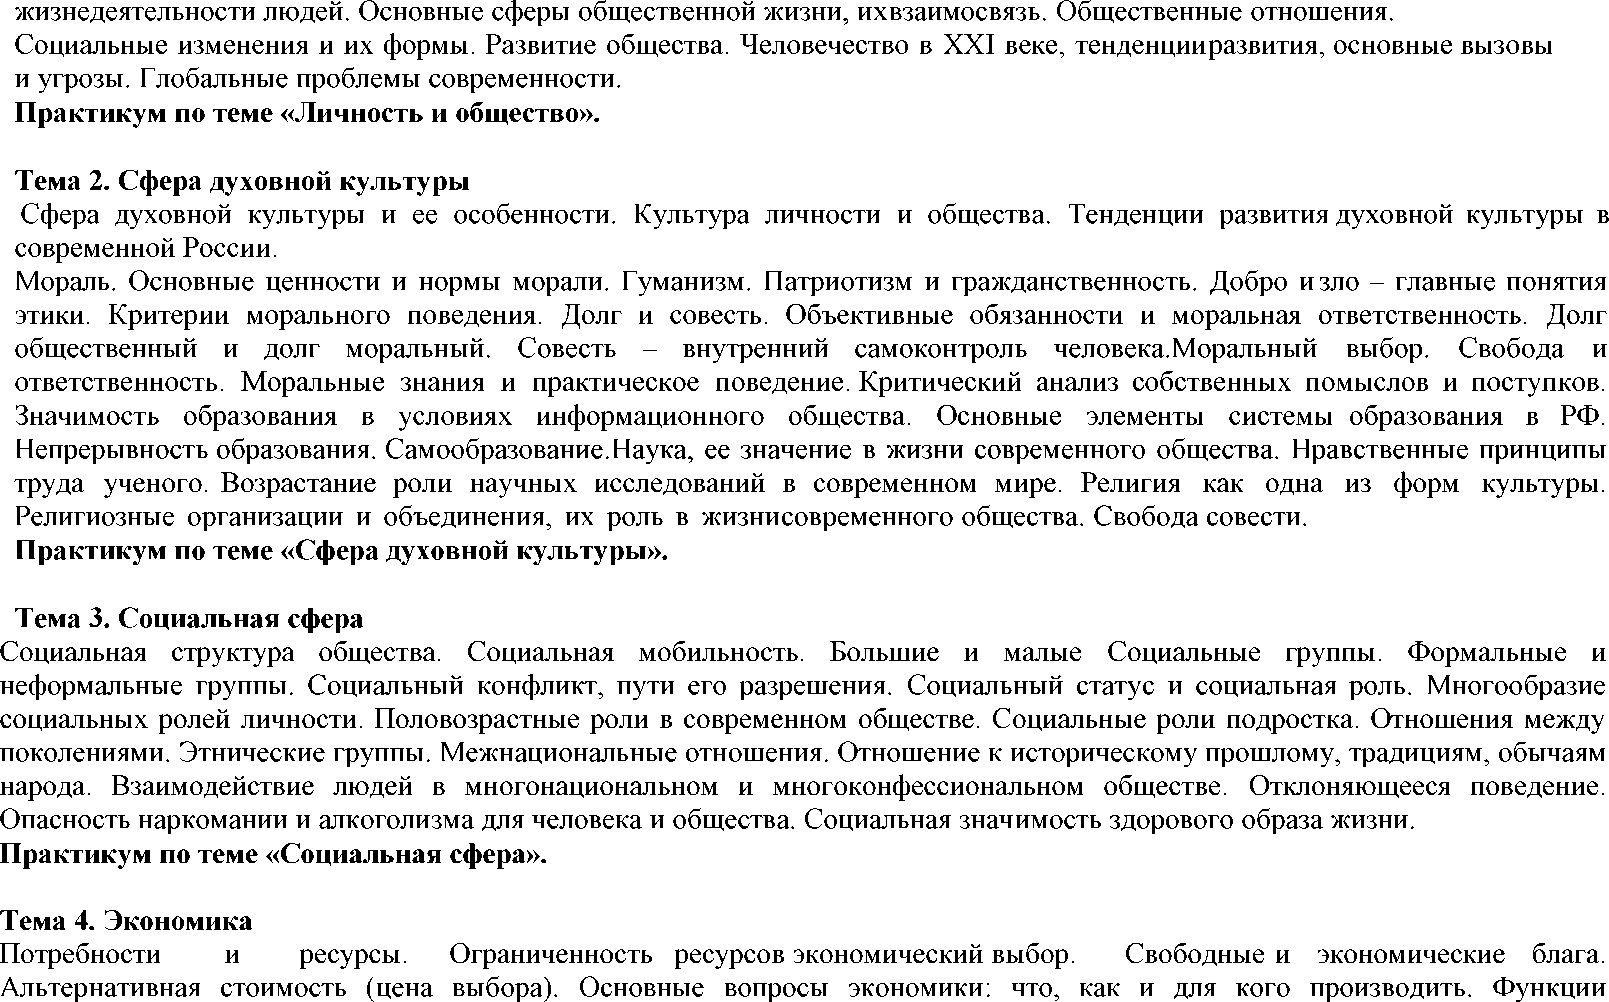 жизнедеятельности людей. Основные сферы общественной жизни, ихвзаимосвязь. Общественные отношения.
Социальные изменения и их формы. Развитие общества. Человечество в XXI веке, тенденцииразвития, основные вызовы
и угрозы. Глобальные проблемы современности.
Практикум по теме «Личность и общество».
Тема 2. Сфера духовной культуры
Сфера духовной культуры и ее особенности. Культура личности и общества. Тенденции развития духовной культуры в
современной России.
Мораль. Основные ценности и нормы морали. Гуманизм. Патриотизм и гражданственность. Добро и зло – главные понятия
этики. Критерии морального поведения. Долг и совесть. Объективные обязанности и моральная ответственность. Долг
общественный и долг моральный. Совесть – внутренний самоконтроль человека.Моральный выбор. Свобода и
ответственность. Моральные знания и практическое поведение. Критический анализ собственных помыслов и поступков.
Значимость образования в условиях информационного общества. Основные элементы системы образования в РФ.
Непрерывность образования. Самообразование.Наука, ее значение в жизни современного общества. Нравственные принципы
труда ученого. Возрастание роли научных исследований в современном мире. Религия как одна из форм культуры.
Религиозные организации и объединения, их роль в жизнисовременного общества. Свобода совести.
Практикум по теме «Сфера духовной культуры».
Тема 3. Социальная сфера
Социальная структура общества. Социальная мобильность. Большие и малые Социальные группы. Формальные и
неформальные группы. Социальный конфликт, пути его разрешения. Социальный статус и социальная роль. Многообразие
социальных ролей личности. Половозрастные роли в современном обществе. Социальные роли подростка. Отношения между
поколениями. Этнические группы. Межнациональные отношения. Отношение к историческому прошлому, традициям, обычаям
народа. Взаимодействие людей в многонациональном и многоконфессиональном обществе. Отклоняющееся поведение.
Опасность наркомании и алкоголизма для человека и общества. Социальная значимость здорового образа жизни.
Практикум по теме «Социальная сфера».
Тема 4. Экономика
Потребности и ресурсы. Ограниченность ресурсов экономический выбор. Свободные и экономические блага.
Альтернативная стоимость (цена выбора). Основные вопросы экономики: что, как и для кого производить. Функции